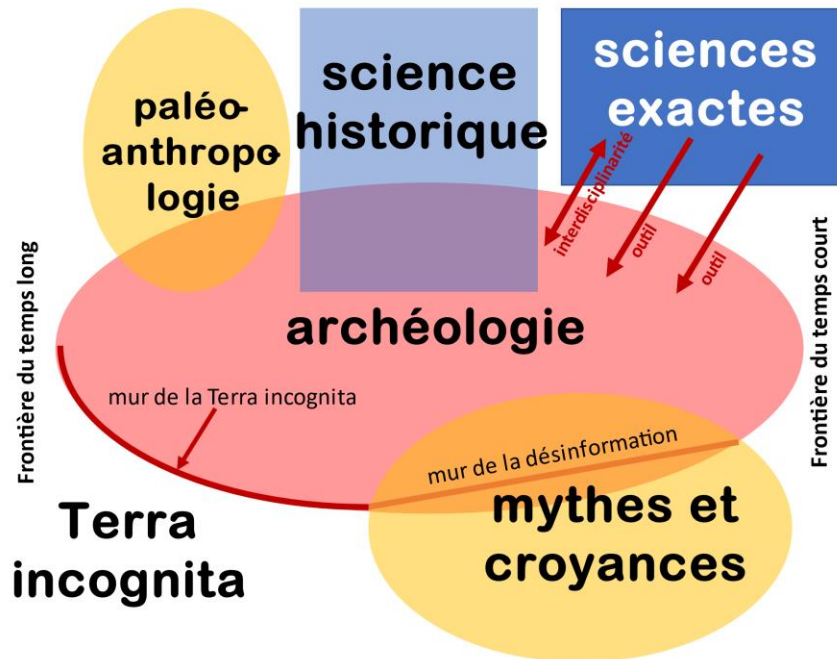 paléo-
anthropo-
logie
science
historique
sciences
exactes
interdisciplinarité
outil
outil
Frontière du temps long
Frontière du temps court
archéologie
mur de la Terra incognita
mur de la désinformation
Terra
incognita
mythes et
croyances